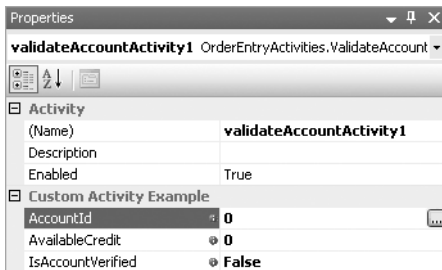 Properties
validateAccountActivity1 OrderEntryActivities.ValidateAccount
Activity
(Name) validateAccountActivity1
Description
Enabled True
Custom Activity Example
AccountId 0 ...
AvailableCredit 0
IsAccountVerified False